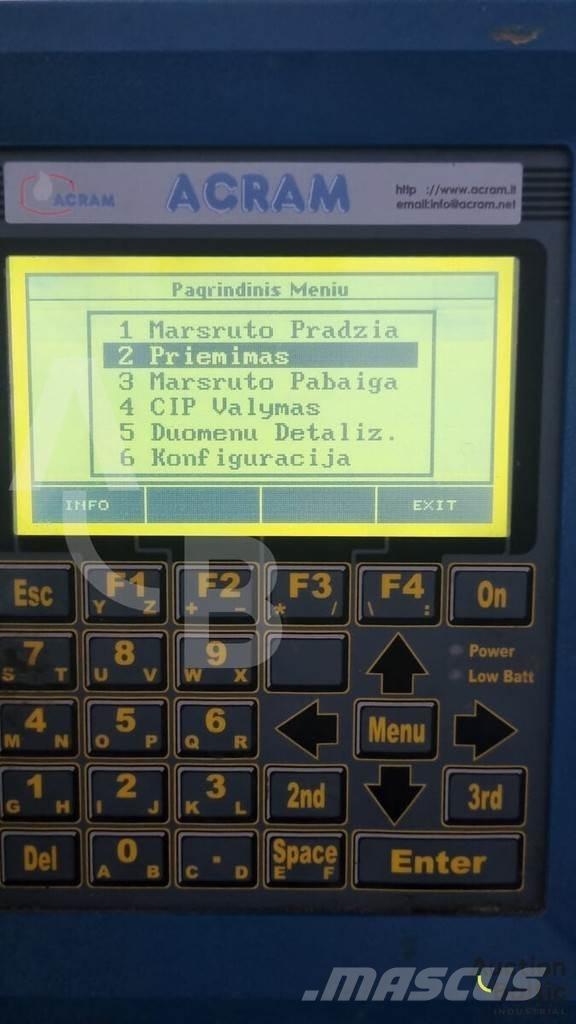 ACRAM
ACRAM
http ://www.acram.lt
email:info@acram.net
Pagrindinis Meniu
1 Marsruto Pradzia
2 Priemimas
3 Marsruto Pabaiga
4 CIP Valymas
5 Duomenu Detaliz.
6 Konfiguracija
INFO EXIT
Esc F1 F2 F3 F4 On
Y Z + - * / \ :
7 8 9
S T U V W X
Power
Low Batt
4 5 6 Menu
M N O P Q R
1 2 3 2nd 3rd
G H I J K L
Del 0 . Space Enter
A B C D E F
Auction
INDUSTRIAL
MASCUS